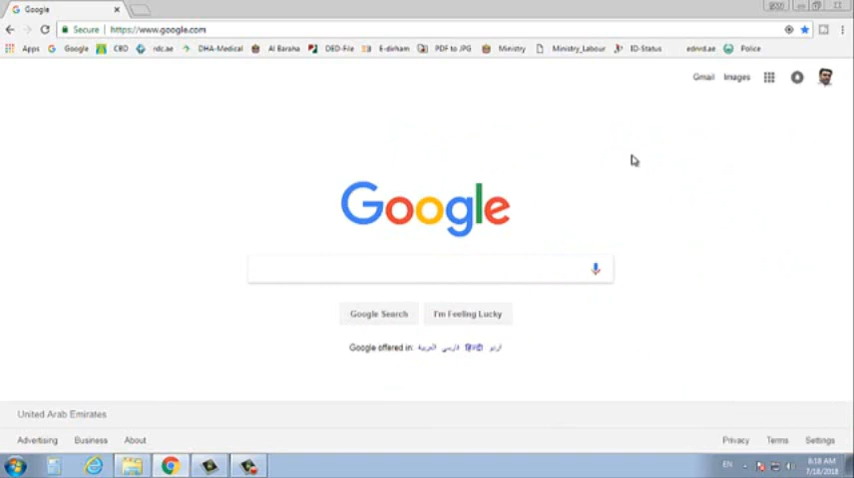 Google
Secure | https://www.google.com
Apps Google CBD rdc.ae DHA-Medical Al Baraha DED-File E-dirham PDF to JPG Ministry Ministry_Labour ID-Status ednrd.ae Police
Gmail Images
Google
Google Search I'm Feeling Lucky
Google offered in: العربية فارسی हिन्दी اردو
United Arab Emirates
Advertising Business About Privacy Terms Settings
EN 8:18 AM
7/18/2018